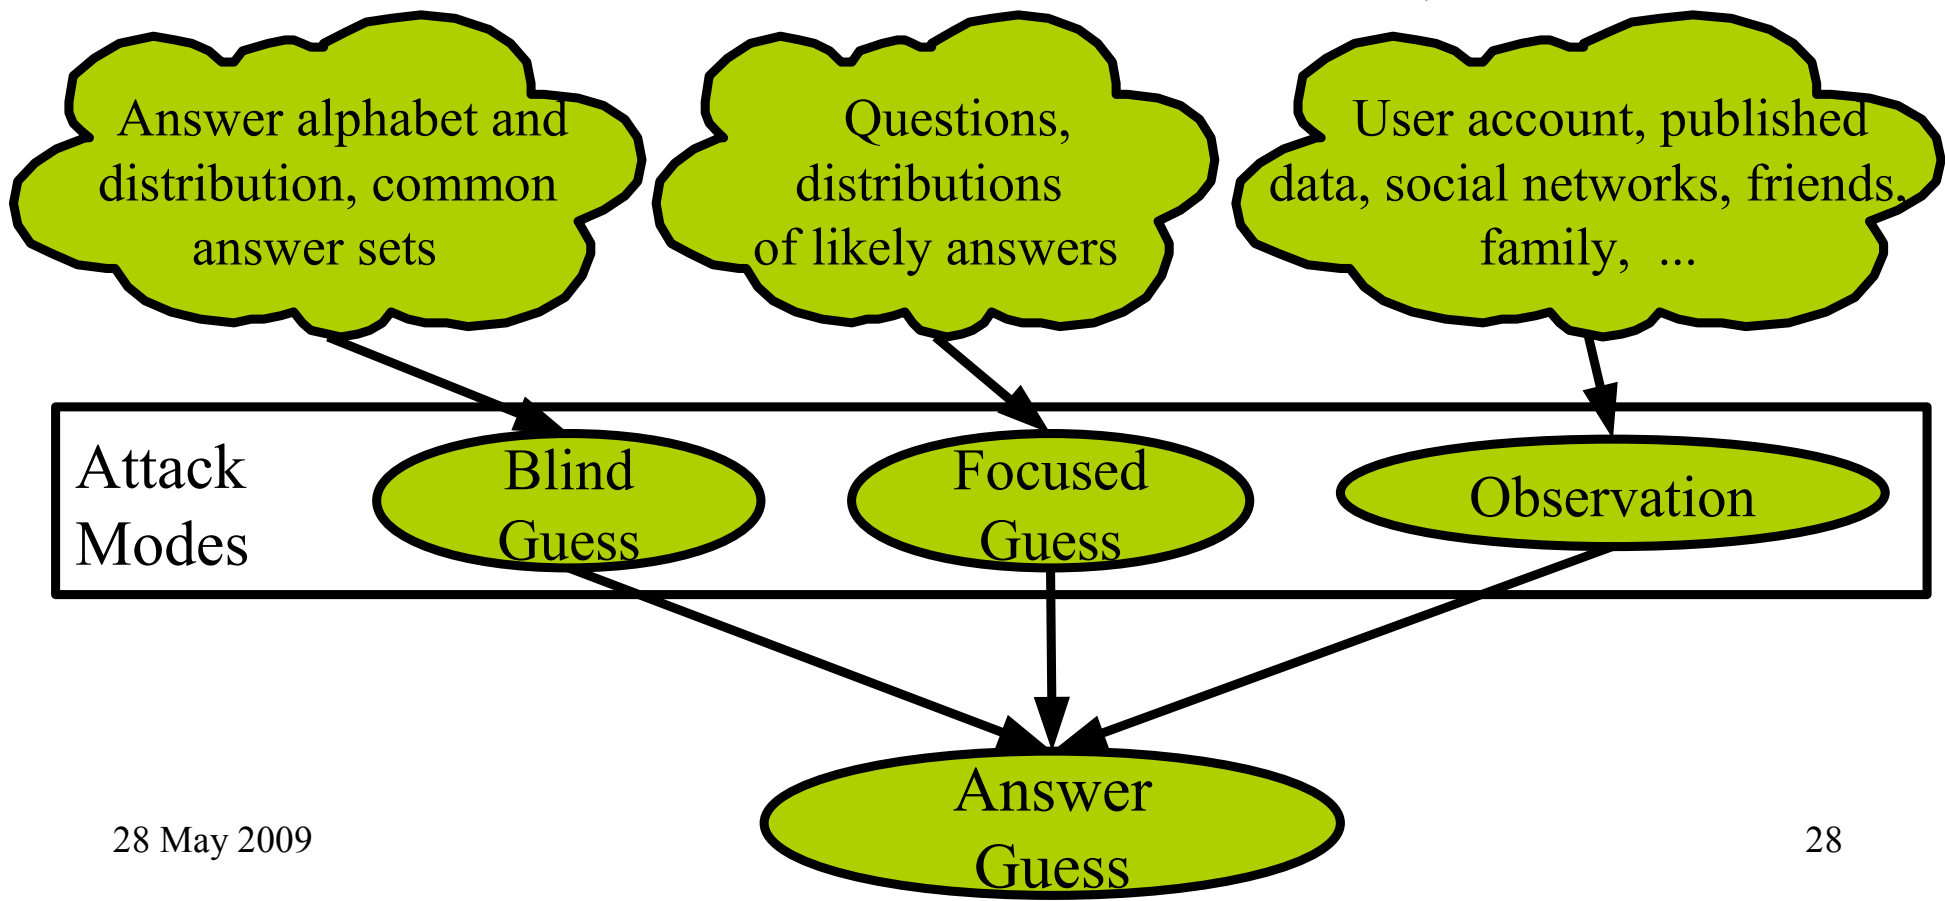 Answer alphabet and
distribution, common
answer sets
Questions,
distributions
of likely answers
User account, published
data, social networks, friends,
family, ...
Attack
Modes
Blind
Guess
Focused
Guess
Observation
Answer
Guess
28 May 2009
28